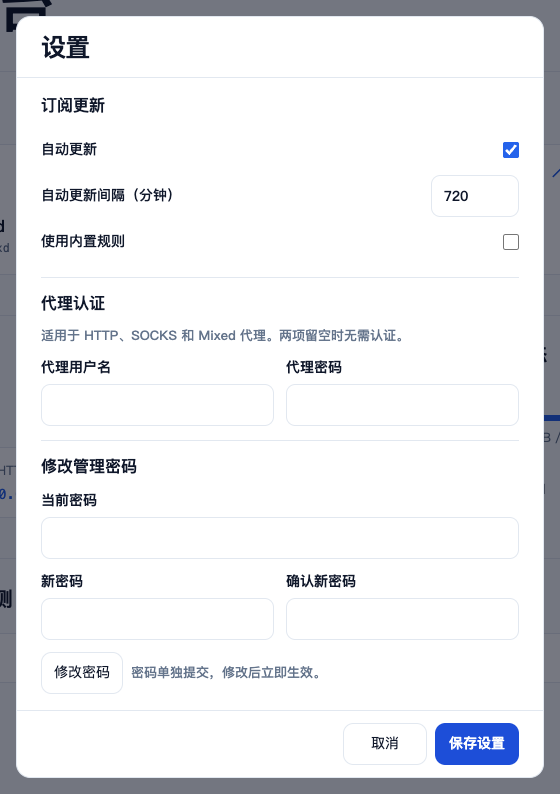 台
设置
订阅更新
自动更新
自动更新间隔（分钟）
720
使用内置规则
代理认证
适用于 HTTP、SOCKS 和 Mixed 代理。两项留空时无需认证。
代理用户名
代理密码
修改管理密码
当前密码
新密码
确认新密码
修改密码
密码单独提交，修改后立即生效。
取消
保存设置